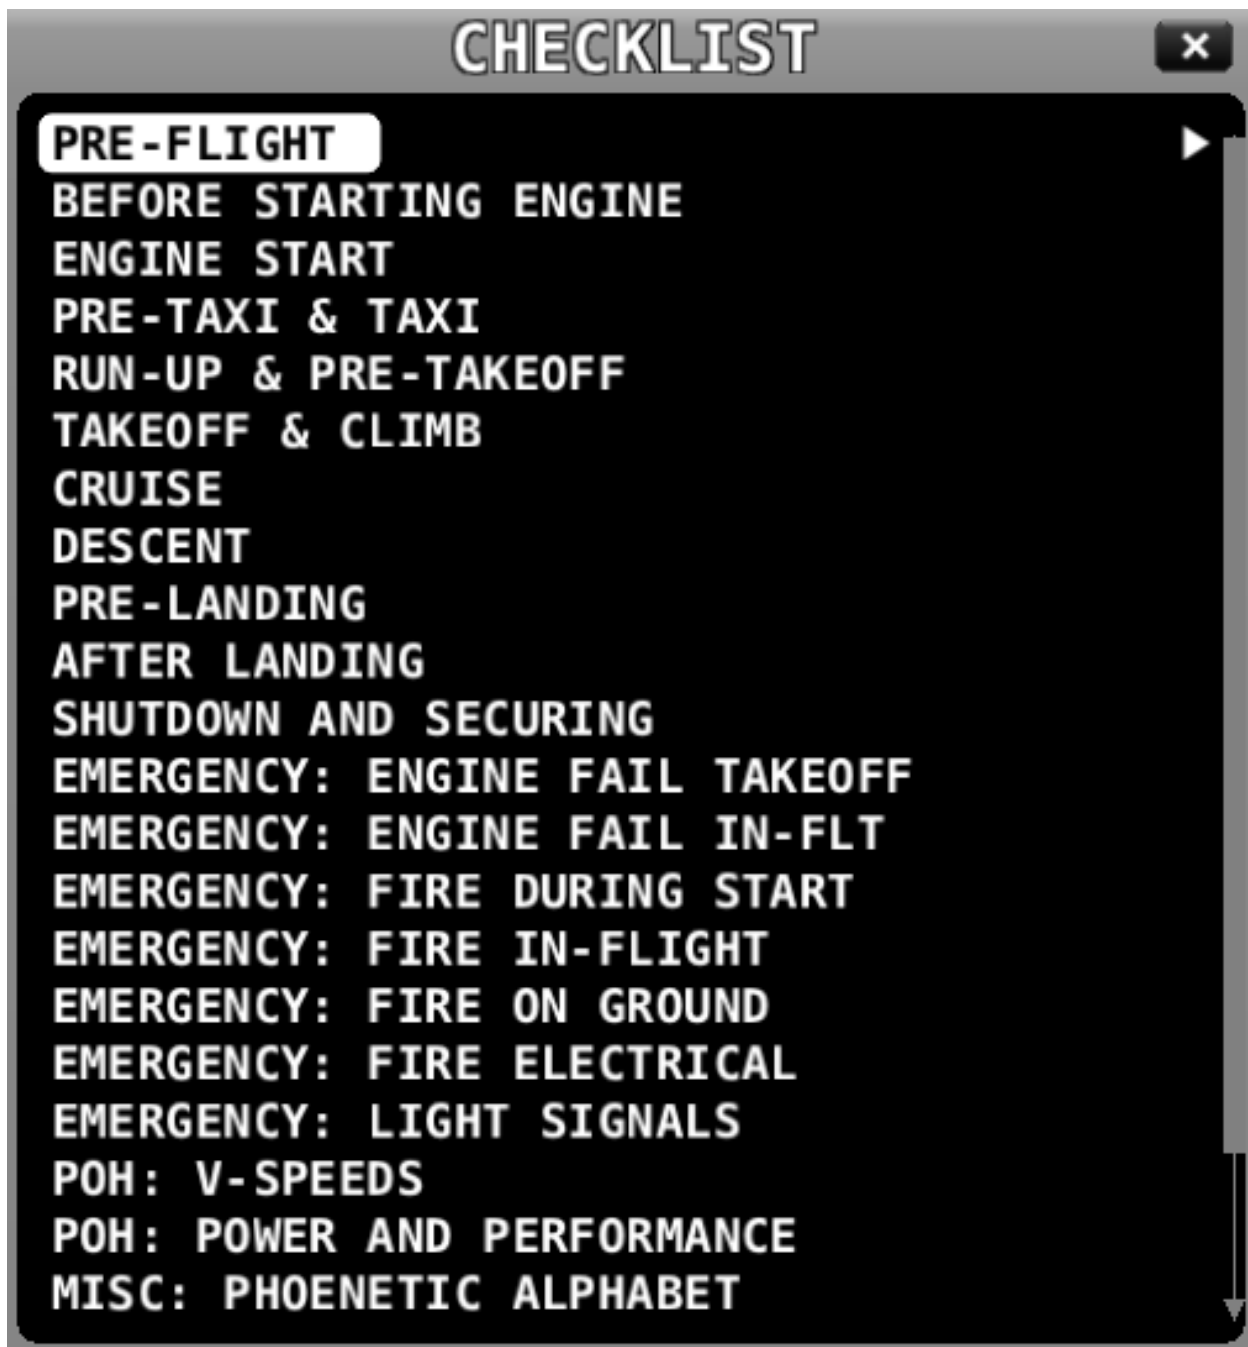 CHECKLIST
PRE-FLIGHT
BEFORE STARTING ENGINE
ENGINE START
PRE-TAXI & TAXI
RUN-UP & PRE-TAKEOFF
TAKEOFF & CLIMB
CRUISE
DESCENT
PRE-LANDING
AFTER LANDING
SHUTDOWN AND SECURING
EMERGENCY: ENGINE FAIL TAKEOFF
EMERGENCY: ENGINE FAIL IN-FLT
EMERGENCY: FIRE DURING START
EMERGENCY: FIRE IN-FLIGHT
EMERGENCY: FIRE ON GROUND
EMERGENCY: FIRE ELECTRICAL
EMERGENCY: LIGHT SIGNALS
POH: V-SPEEDS
POH: POWER AND PERFORMANCE
MISC: PHOENETIC ALPHABET